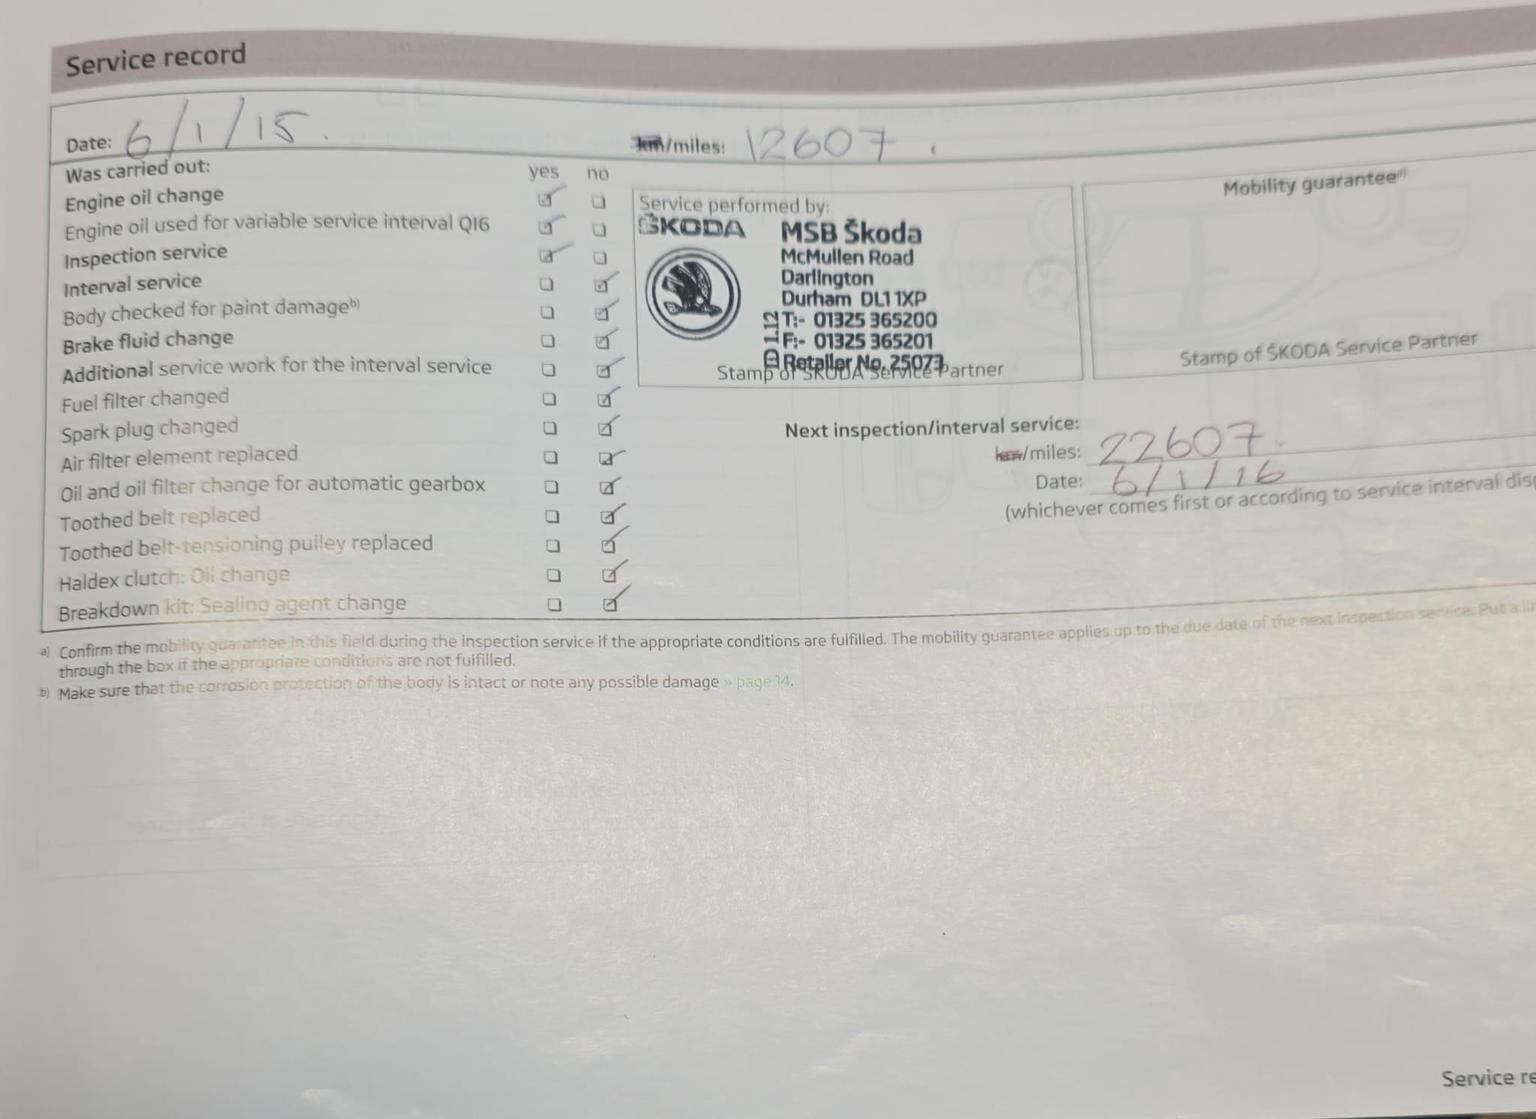 Service record
Date: 6/1/15.
km/miles: 12607.
Was carried out:
yes no
Engine oil change
Engine oil used for variable service interval QI6
Inspection service
Interval service
Body checked for paint damage b)
Brake fluid change
Additional service work for the interval service
Fuel filter changed
Spark plug changed
Air filter element replaced
Oil and oil filter change for automatic gearbox
Toothed belt replaced
Toothed belt-tensioning pulley replaced
Haldex clutch: Oil change
Breakdown kit: Sealing agent change
Service performed by:
ŠKODA
MSB Škoda
McMullen Road
Darlington
Durham DL1 1XP
T:- 01325 365200
F:- 01325 365201
Retailer No. 25073
Stamp of ŠKODA Service Partner
Mobility guarantee a)
Stamp of ŠKODA Service Partner
Next inspection/interval service:
km/miles: 22607.
Date: 6/1/16
(whichever comes first or according to service interval disp
a) Confirm the mobility guarantee in this field during the inspection service if the appropriate conditions are fulfilled. The mobility guarantee applies up to the due date of the next inspection service. Put a li
through the box if the appropriate conditions are not fulfilled.
b) Make sure that the corrosion protection of the body is intact or note any possible damage » page 14.
Service re